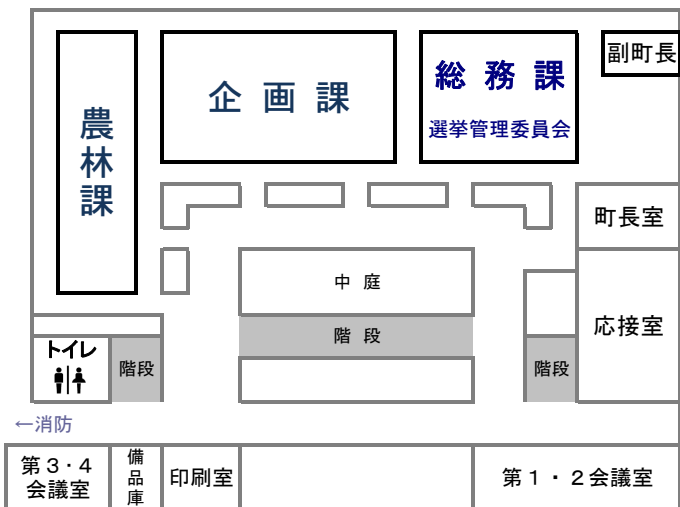 企 画 課
総 務 課
選挙管理委員会
副町長
農
林
課
町長室
中 庭
階 段
応接室
トイレ
階段
階段
←消防
第３・４
会議室
備
品
庫
印刷室
第１・２会議室